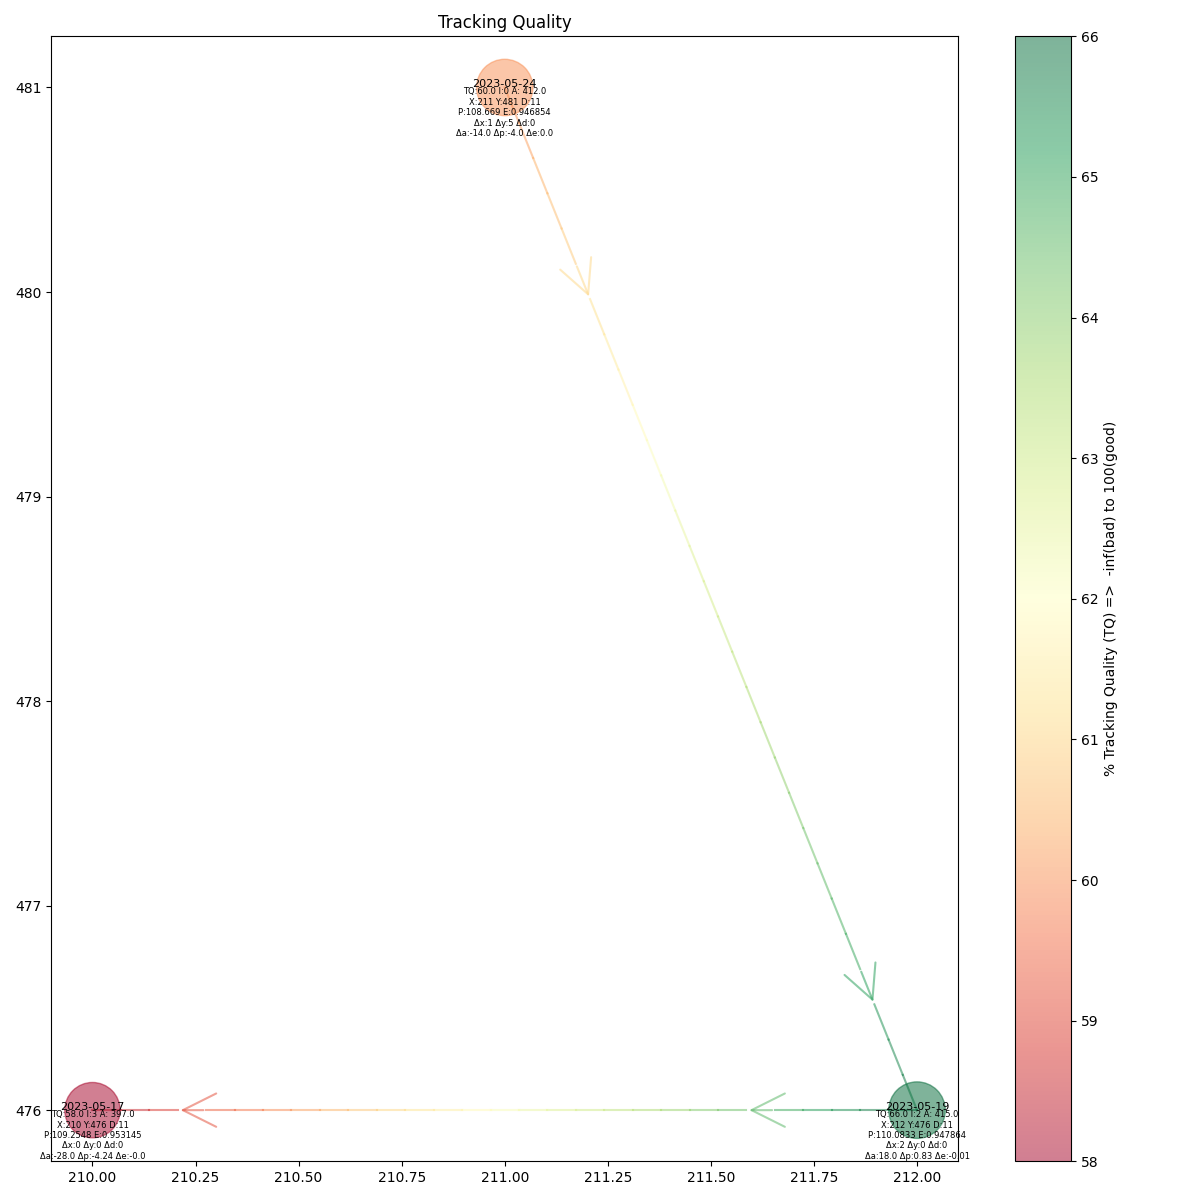 Tracking Quality
2023-05-24
TQ:60.0 I:0 A: 412.0
X:211 Y:481 D:11
P:108.669 E:0.946854
Δx:1 Δy:5 Δd:0
Δa:-14.0 Δp:-4.0 Δe:0.0
2023-05-17
TQ:58.0 I:3 A: 397.0
X:210 Y:476 D:11
P:109.2548 E:0.953145
Δx:0 Δy:0 Δd:0
Δa:-28.0 Δp:-4.24 Δe:-0.0
2023-05-19
TQ:66.0 I:2 A: 415.0
X:212 Y:476 D:11
P:110.0833 E:0.947864
Δx:2 Δy:0 Δd:0
Δa:18.0 Δp:0.83 Δe:-0.01
481
480
479
478
477
476
210.00 210.25 210.50 210.75 211.00 211.25 211.50 211.75 212.00
66
65
64
63
62
61
60
59
58
% Tracking Quality (TQ) => -inf(bad) to 100(good)